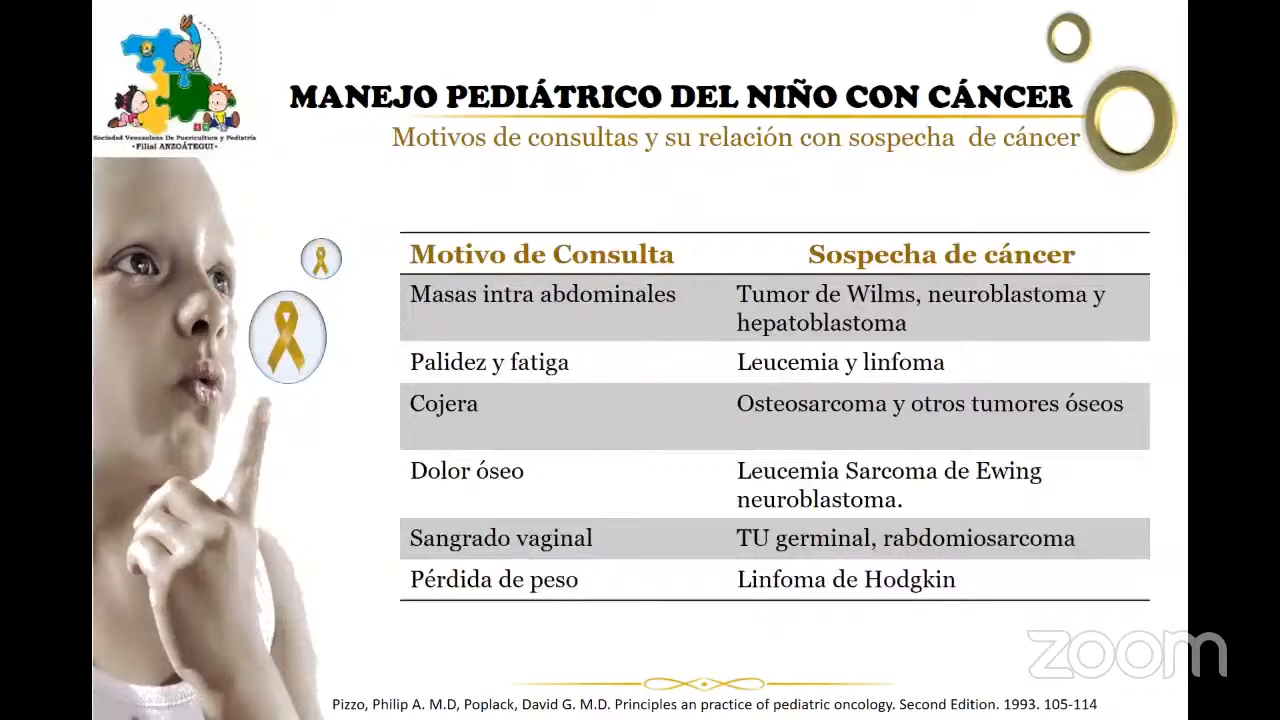 Sociedad Venezolana De Puericultura y Pediatría
•Filial ANZOÁTEGUI•
MANEJO PEDIÁTRICO DEL NIÑO CON CÁNCER
Motivos de consultas y su relación con sospecha de cáncer
Motivo de Consulta Sospecha de cáncer
Masas intra abdominales Tumor de Wilms, neuroblastoma y
hepatoblastoma
Palidez y fatiga Leucemia y linfoma
Cojera Osteosarcoma y otros tumores óseos
Dolor óseo Leucemia Sarcoma de Ewing
neuroblastoma.
Sangrado vaginal TU germinal, rabdomiosarcoma
Pérdida de peso Linfoma de Hodgkin
zoom
Pizzo, Philip A. M.D, Poplack, David G. M.D. Principles an practice of pediatric oncology. Second Edition. 1993. 105-114